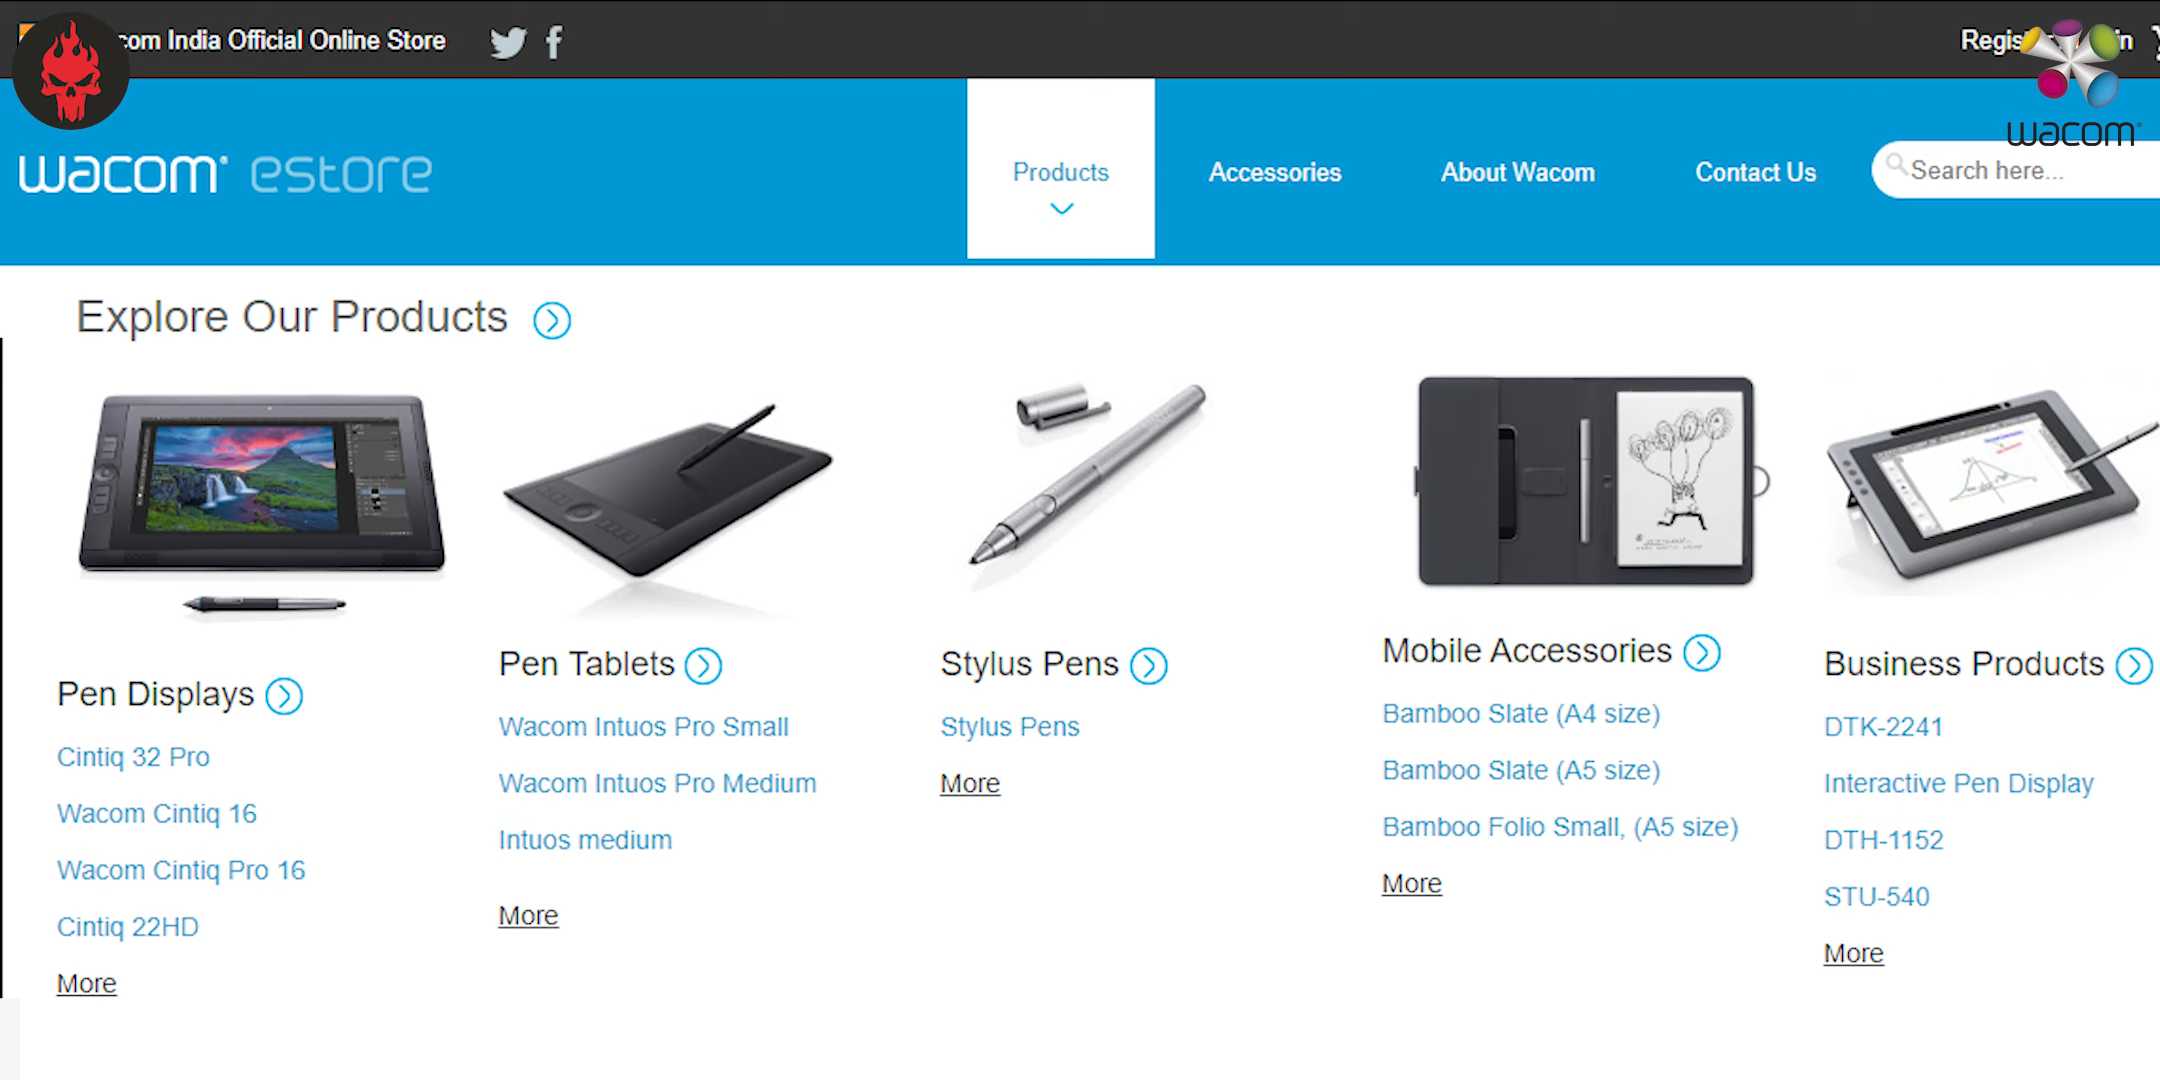 com India Official Online Store
wacom estore
Products
Accessories
About Wacom
Contact Us
Search here...
wacom
Explore Our Products
Pen Displays
Cintiq 32 Pro
Wacom Cintiq 16
Wacom Cintiq Pro 16
Cintiq 22HD
More
Pen Tablets
Wacom Intuos Pro Small
Wacom Intuos Pro Medium
Intuos medium
More
Stylus Pens
Stylus Pens
More
Mobile Accessories
Bamboo Slate (A4 size)
Bamboo Slate (A5 size)
Bamboo Folio Small, (A5 size)
More
Business Products
DTK-2241
Interactive Pen Display
DTH-1152
STU-540
More